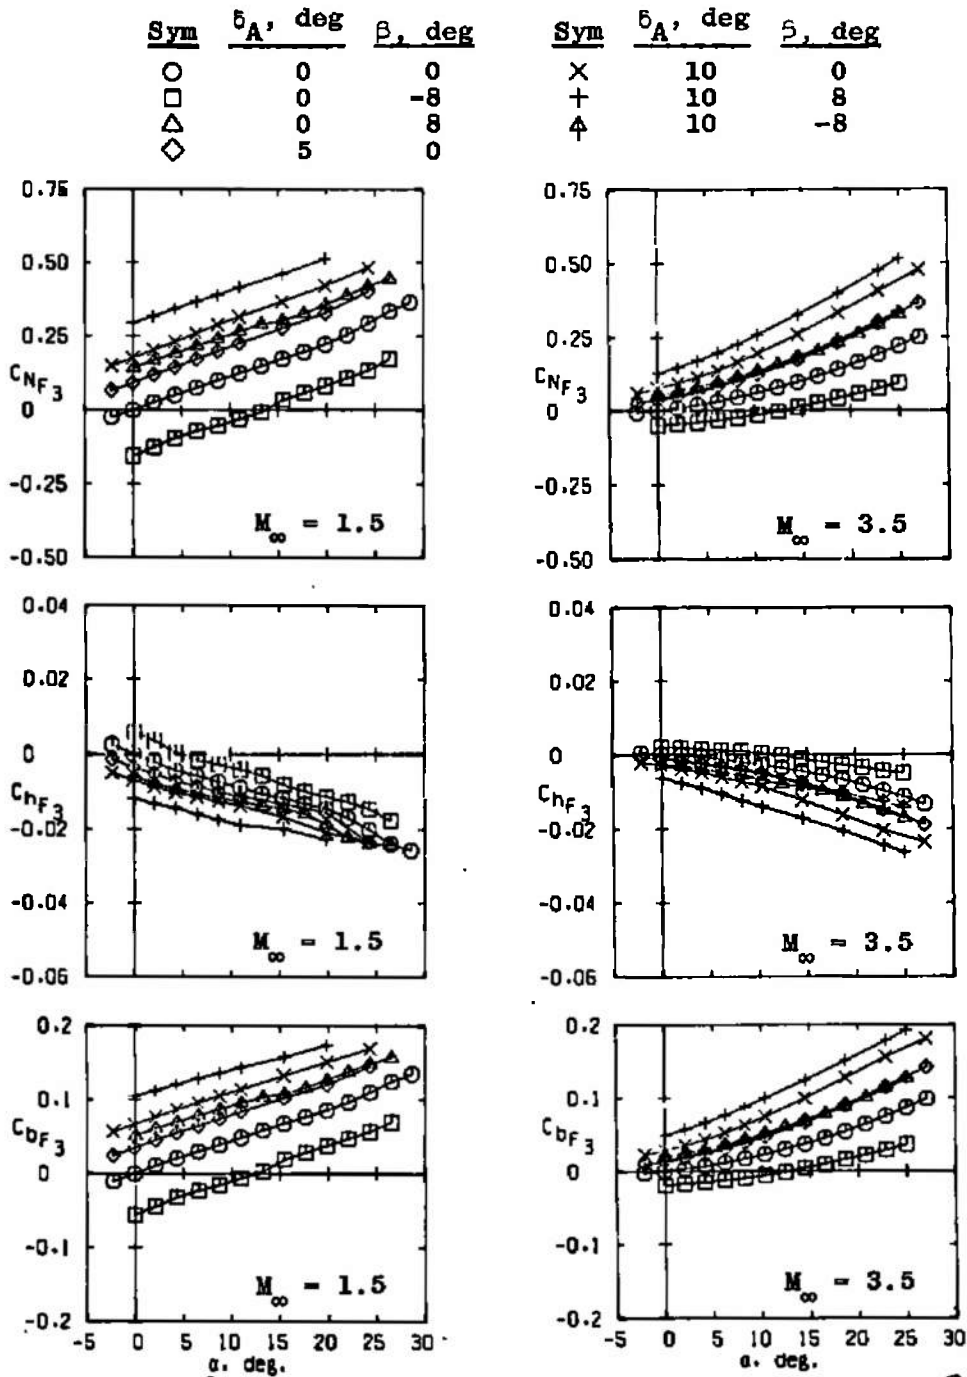 Sym δA, deg β, deg
○ 0 0
□ 0 -8
△ 0 8
◇ 5 0
Sym δA, deg β, deg
× 10 0
+ 10 8
10 -8
0.75
0.50
0.25
0
-0.25
-0.50
CNF3
M∞ = 1.5
0.75
0.50
0.25
0
-0.25
-0.50
CNF3
M∞ = 3.5
0.04
0.02
0
-0.02
-0.04
-0.06
ChF3
M∞ = 1.5
0.04
0.02
0
-0.02
-0.04
-0.06
ChF3
M∞ = 3.5
0.2
0.1
0
-0.1
-0.2
CbF3
M∞ = 1.5
-5 0 5 10 15 20 25 30
α. deg.
0.2
0.1
0
-0.1
-0.2
CbF3
M∞ = 3.5
-5 0 5 10 15 20 25 30
α. deg.